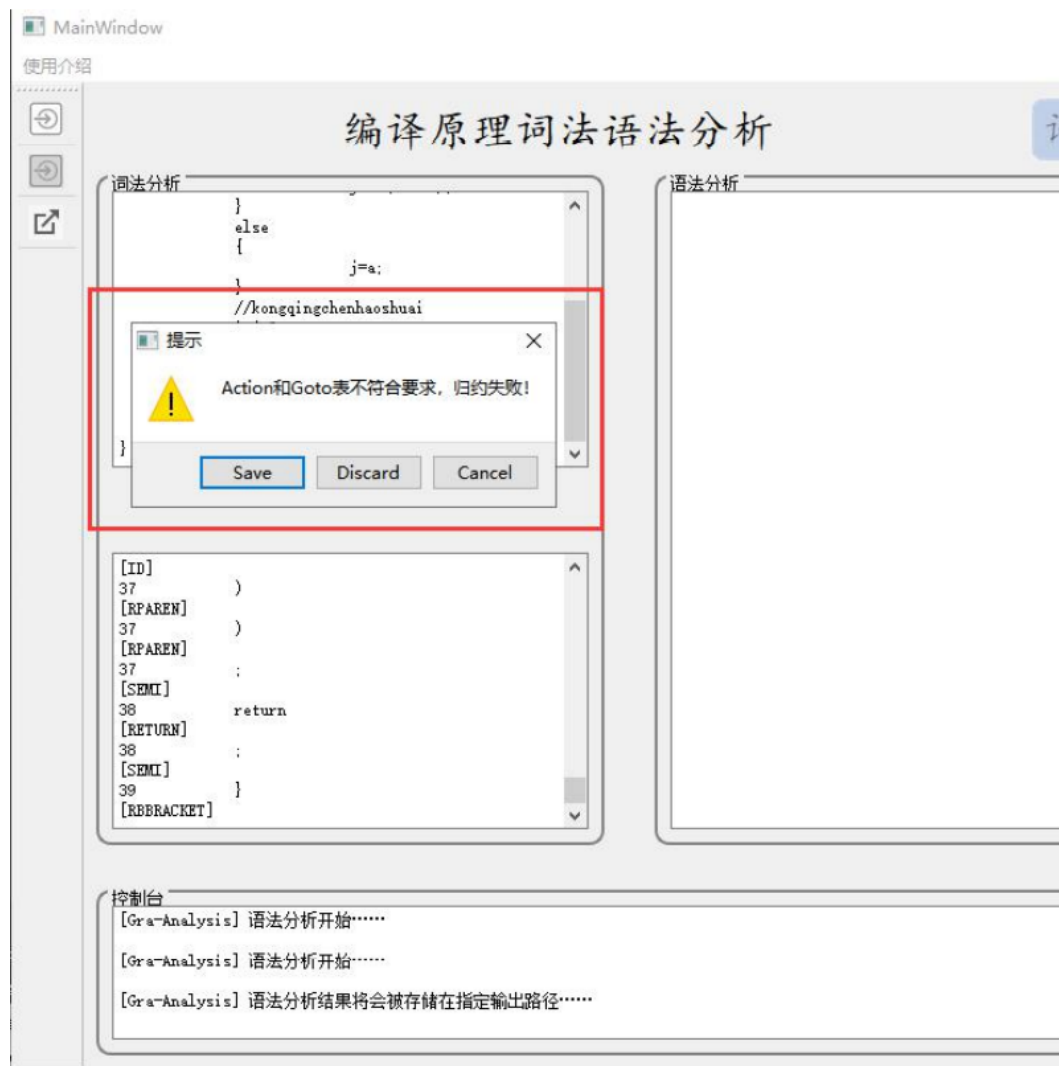 MainWindow
使用介绍
编译原理词法语法分析
词法分析
}
else
{
j=a;
}
//kongqingchenhaoshuai
提示
Action和Goto表不符合要求，归约失败!
Save Discard Cancel
}
语法分析
[ID]
37 )
[RPAREN]
37 )
[RPAREN]
37 ;
[SEMI]
38 return
[RETURN]
38 ;
[SEMI]
39 }
[RBBRACKET]
控制台
[Gra-Analysis] 语法分析开始……
[Gra-Analysis] 语法分析开始……
[Gra-Analysis] 语法分析结果将会被存储在指定输出路径……